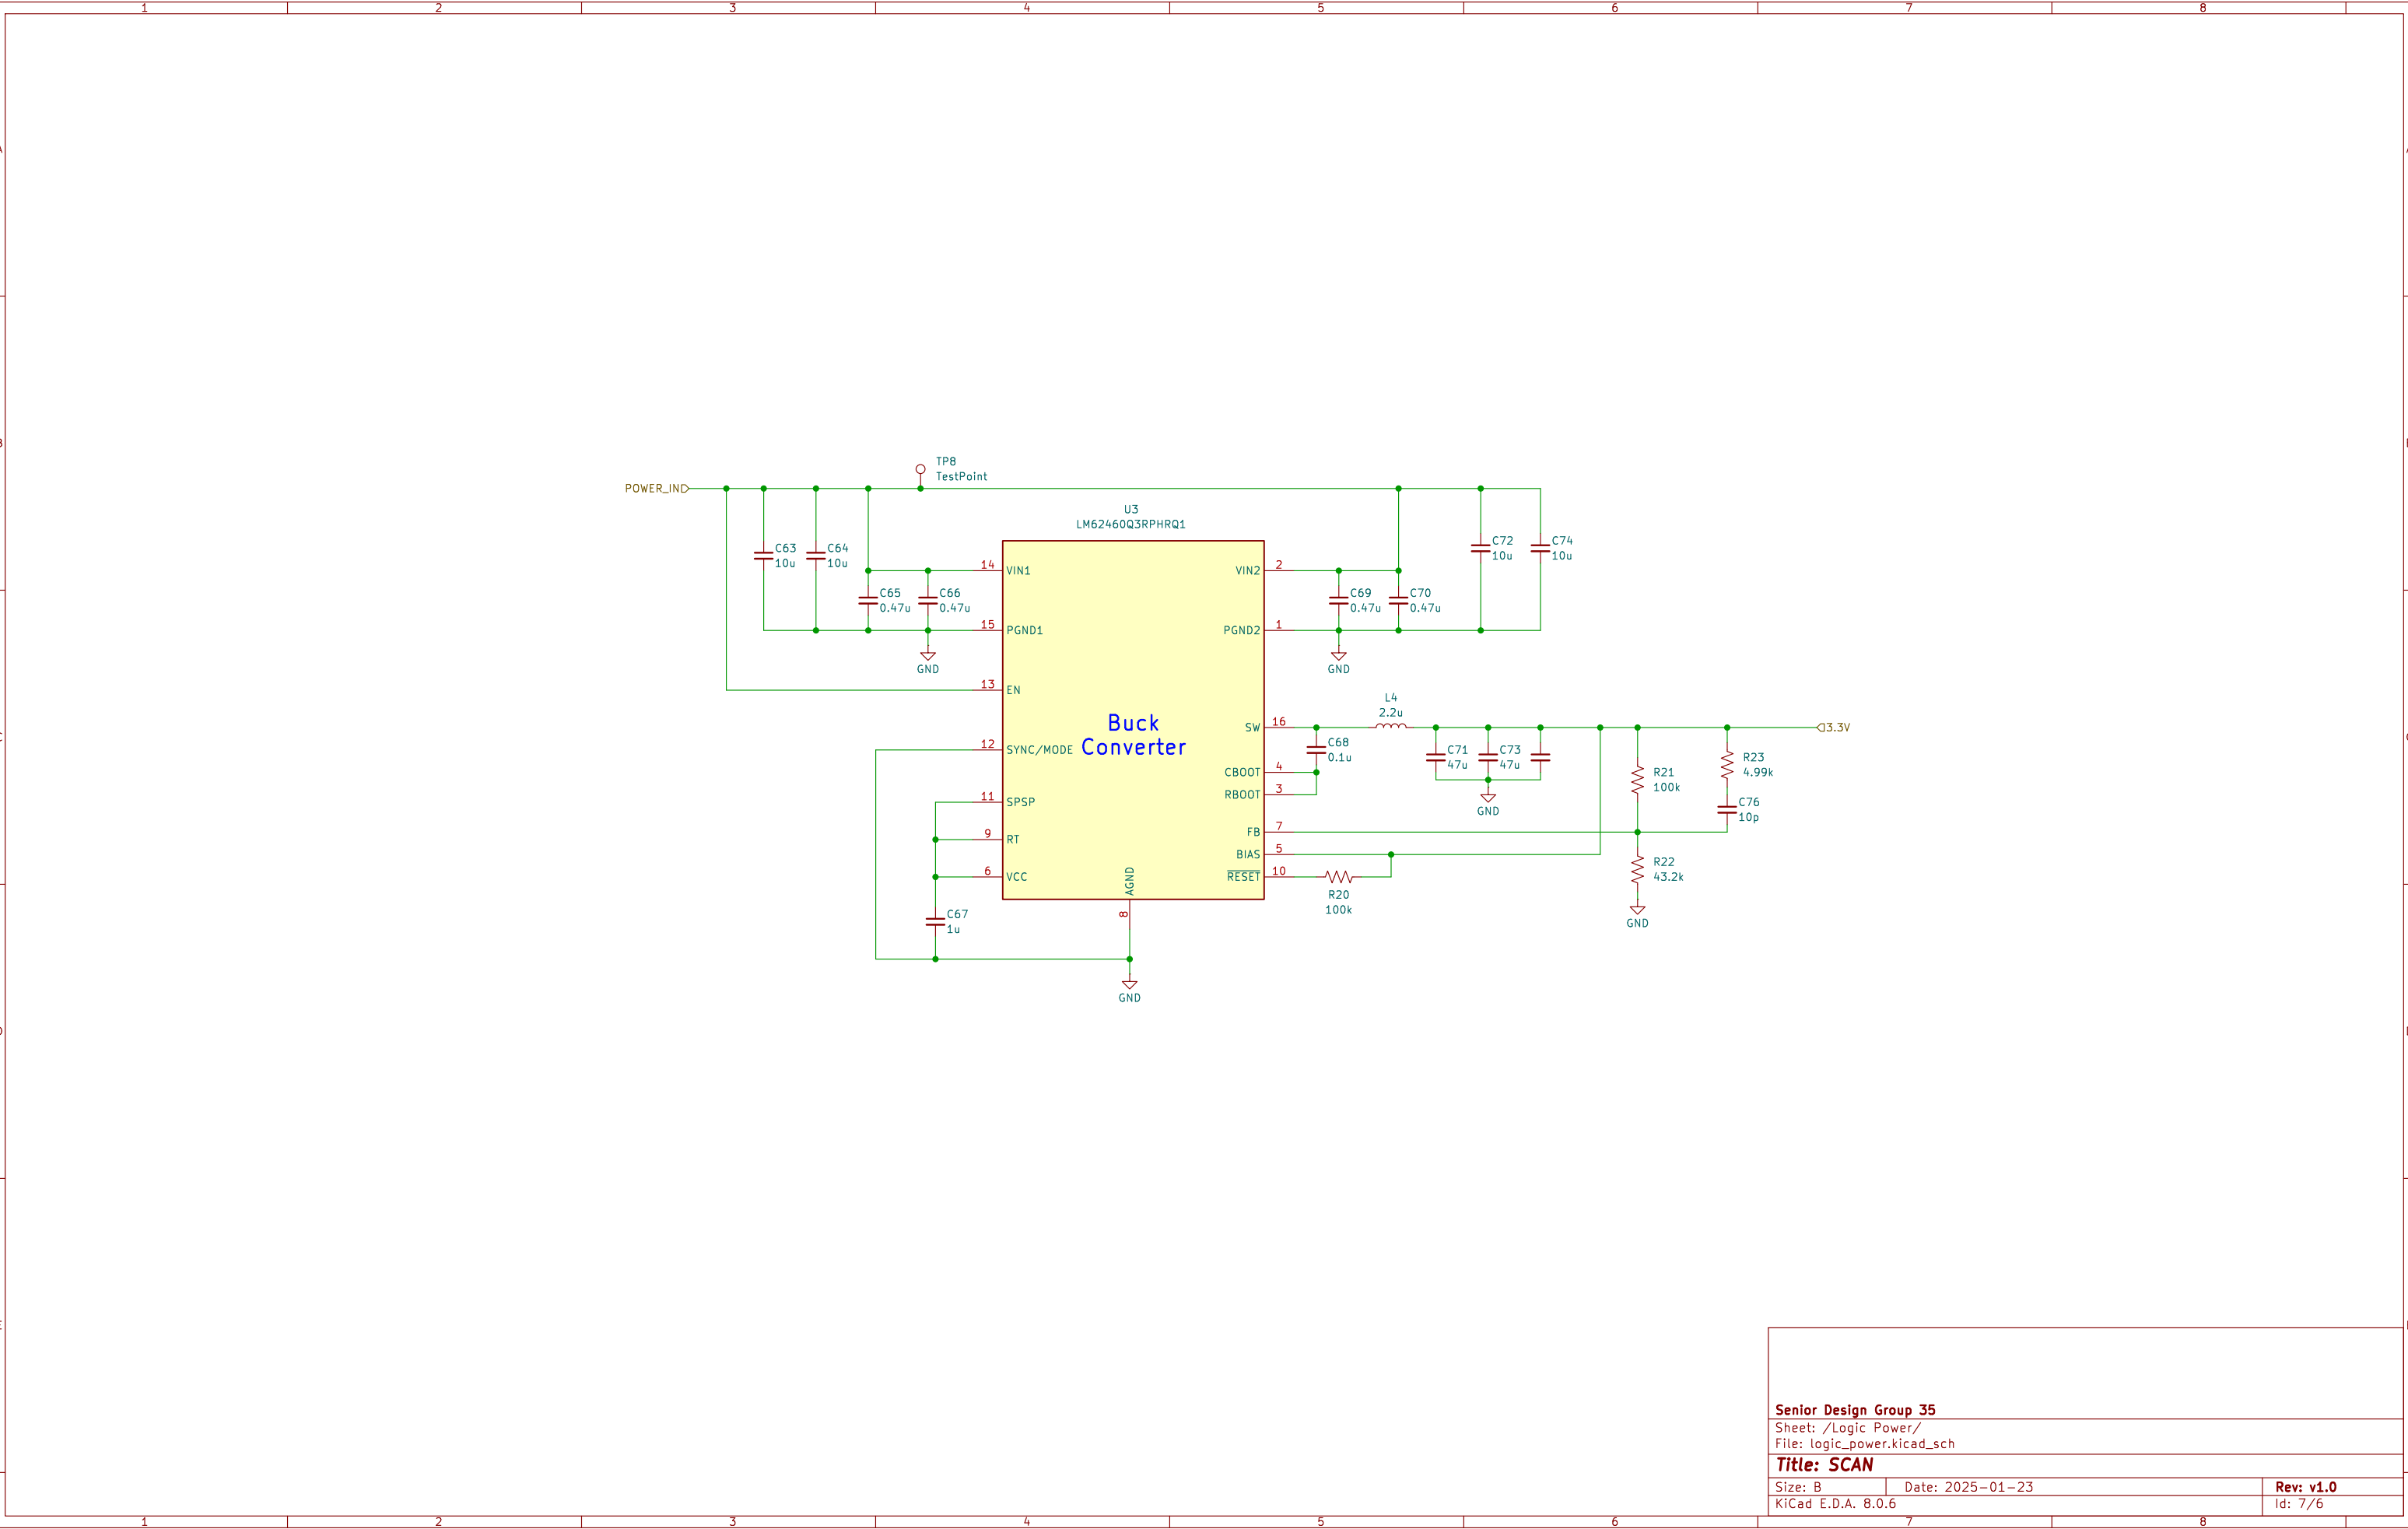 1 2 3 4 5 6 7 8
TP8
TestPoint
POWER_IN
U3
LM62460Q3RPHRQ1
C63
10u
C64
10u
C72
10u
C74
10u
14 VIN1
VIN2 2
C65
0.47u
C66
0.47u
C69
0.47u
C70
0.47u
15 PGND1
PGND2 1
GND
GND
13 EN
L4
2.2u
Buck
Converter
SW 16
3.3V
12 SYNC/MODE
C68
0.1u
C71
47u
C73
47u
R23
4.99k
CBOOT 4
R21
100k
RBOOT 3
11 SPSP
GND
C76
10p
9 RT
FB 7
BIAS 5
R22
43.2k
6 VCC
AGND
8
RESET 10
R20
100k
C67
1u
GND
GND
Senior Design Group 35
Sheet: /Logic Power/
File: logic_power.kicad_sch
Title: SCAN
Size: B
Date: 2025-01-23
Rev: v1.0
KiCad E.D.A. 8.0.6
Id: 7/6
1 2 3 4 5 6 7 8